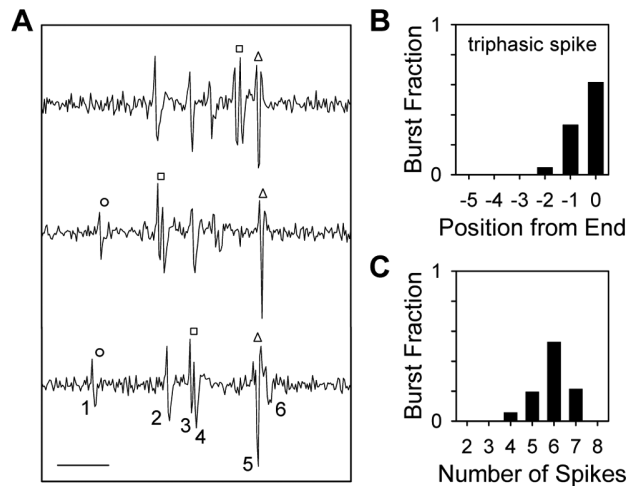 A
1
2
3
4
5
6
B
triphasic spike
Burst Fraction
1
0
-5 -4 -3 -2 -1 0
Position from End
C
Burst Fraction
1
0
2 3 4 5 6 7 8
Number of Spikes